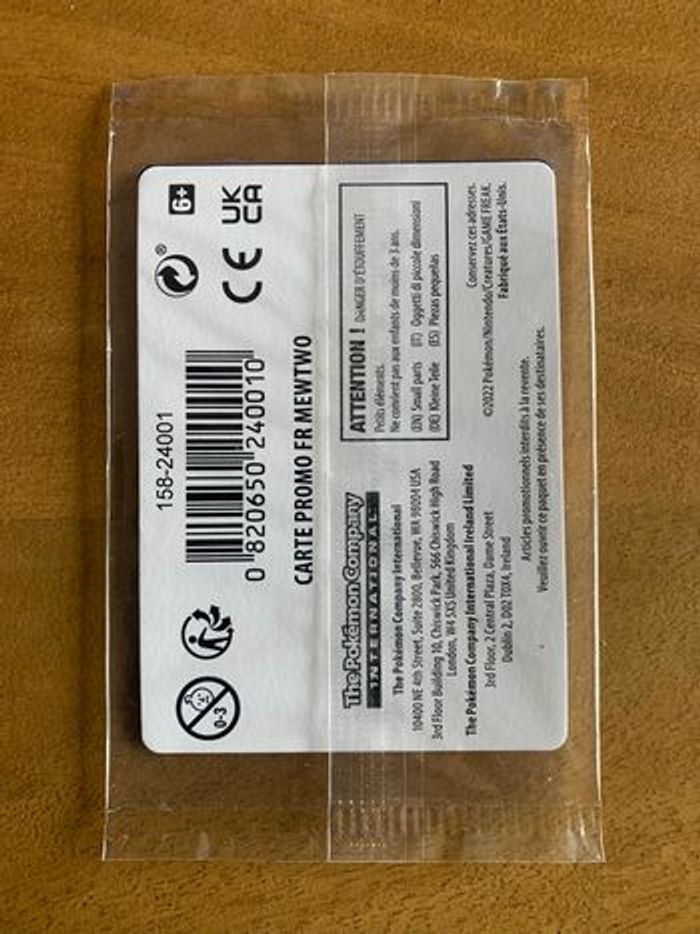 0-3
158-24001
0 820650 240010
6+
CE
UK
CA
CARTE PROMO FR MEWTWO
The Pokémon Company
INTERNATIONAL
The Pokémon Company International
10400 NE 4th Street, Suite 2800, Bellevue, WA 98004 USA
3rd Floor Building 10, Chiswick Park, 566 Chiswick High Road
London, W4 5XS United Kingdom
The Pokémon Company International Ireland Limited
3rd Floor, 2 Central Plaza, Dame Street
Dublin 2, D02 T0X4, Ireland
ATTENTION ! DANGER D'ÉTOUFFEMENT
Petits éléments.
Ne convient pas aux enfants de moins de 3 ans.
(EN) Small parts (IT) Oggetti di piccole dimensioni
(DE) Kleine Teile (ES) Piezas pequeñas
Conservez ces adresses.
©2022 Pokémon/Nintendo/Creatures/GAME FREAK.
Fabriqué aux États-Unis.
Articles promotionnels interdits à la revente.
Veuillez ouvrir ce paquet en présence de ses destinataires.